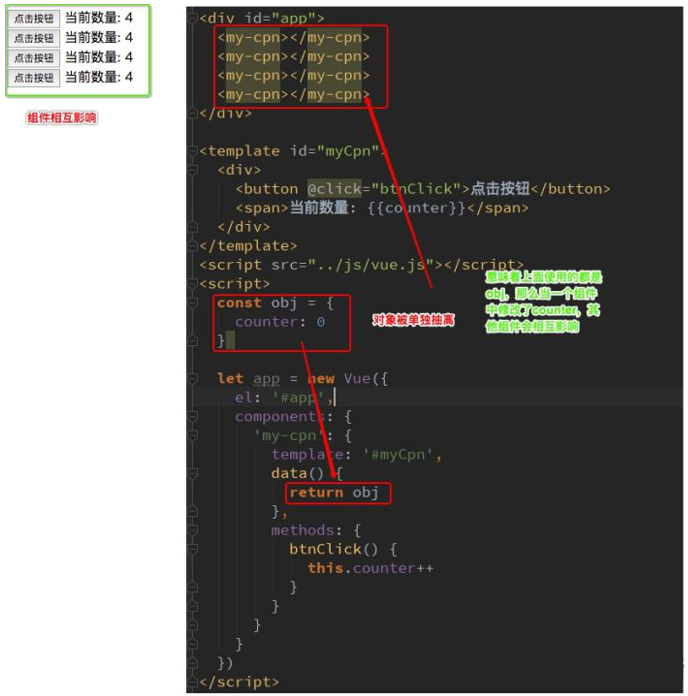 点击按钮 当前数量: 4
点击按钮 当前数量: 4
点击按钮 当前数量: 4
点击按钮 当前数量: 4
组件相互影响
<div id="app">
<my-cpn></my-cpn>
<my-cpn></my-cpn>
<my-cpn></my-cpn>
<my-cpn></my-cpn>
</div>
<template id="myCpn">
<div>
<button @click="btnClick">点击按钮</button>
<span>当前数量: {{counter}}</span>
</div>
</template>
<script src="../js/vue.js"></script>
<script>
const obj = {
counter: 0
}
对象被单独抽离
意味着上面使用的都是
obj, 那么当一个组件
中修改了counter, 其
他组件会相互影响
let app = new Vue({
el: '#app',
components: {
'my-cpn': {
template: '#myCpn',
data() {
return obj
},
methods: {
btnClick() {
this.counter++
}
}
}
}
})
</script>